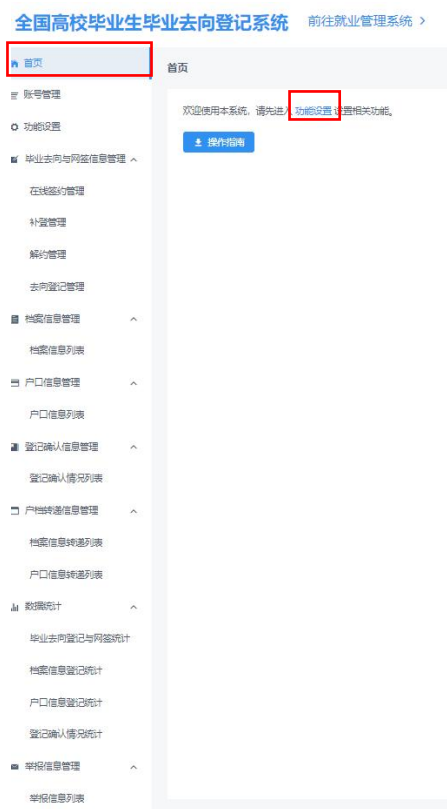 全国高校毕业生毕业去向登记系统 前往就业管理系统 >
首页
账号管理
功能设置
毕业去向与网签信息管理
在线签约管理
补登管理
解约管理
去向登记管理
档案信息管理
档案信息列表
户口信息管理
户口信息列表
登记确认信息管理
登记确认情况列表
户档转递信息管理
档案信息转递列表
户口信息转递列表
数据统计
毕业去向登记与网签统计
档案信息登记统计
户口信息登记统计
登记确认情况统计
举报信息管理
举报信息列表
首页
欢迎使用本系统，请先进入 功能设置 设置相关功能。
操作指南